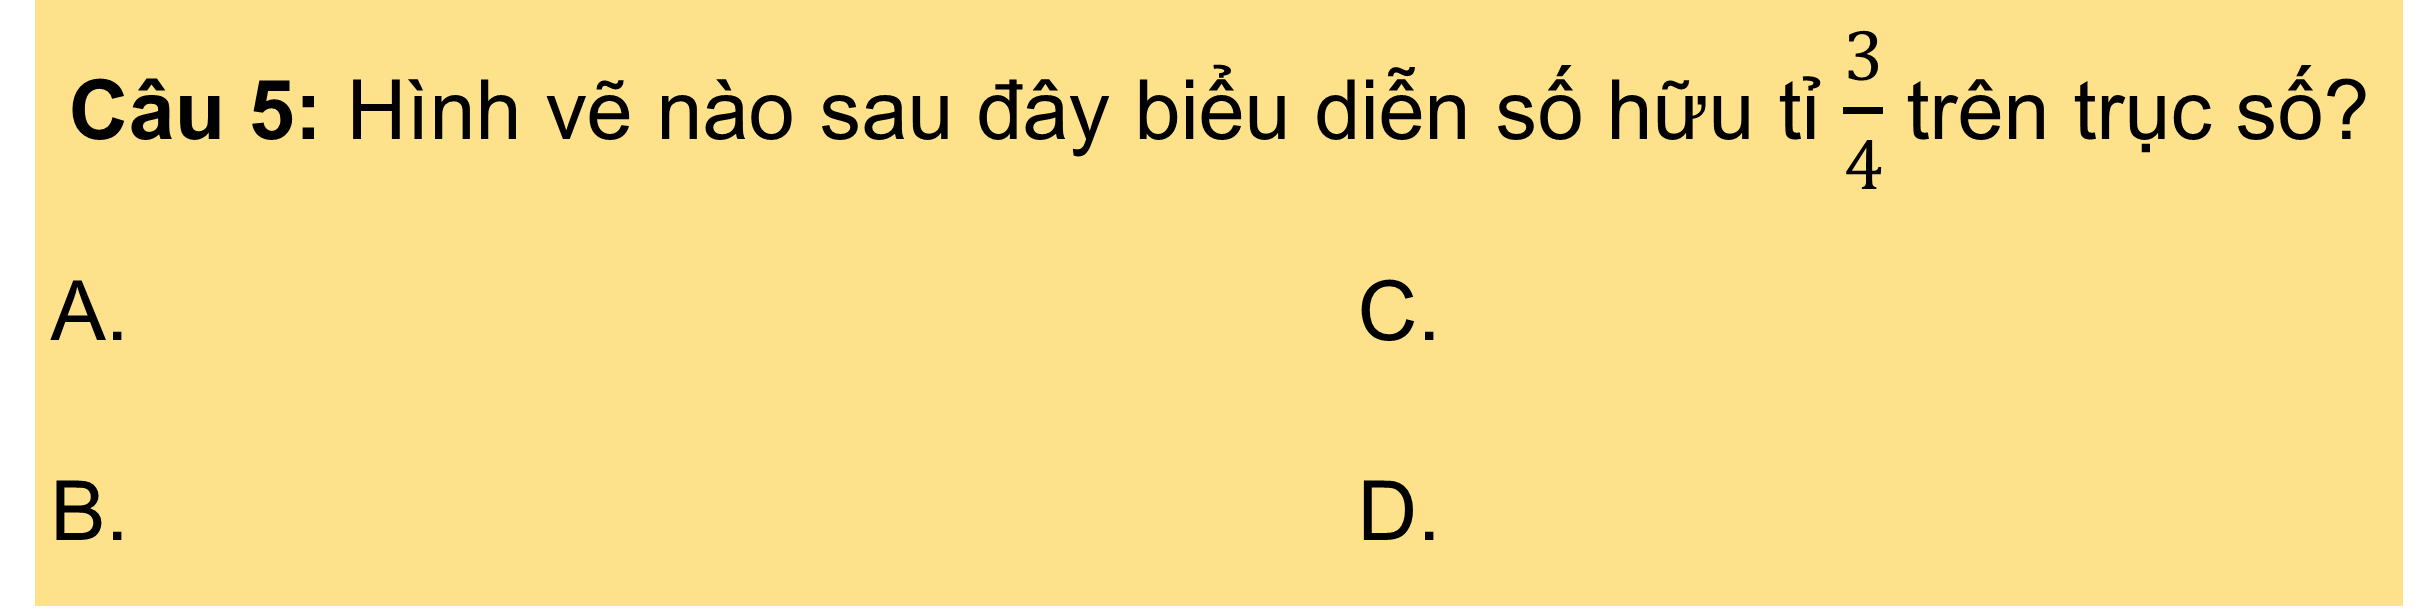 Câu 5: Hình vẽ nào sau đây biểu diễn số hữu tỉ 3/4 trên trục số?
A.
C.
B.
D.